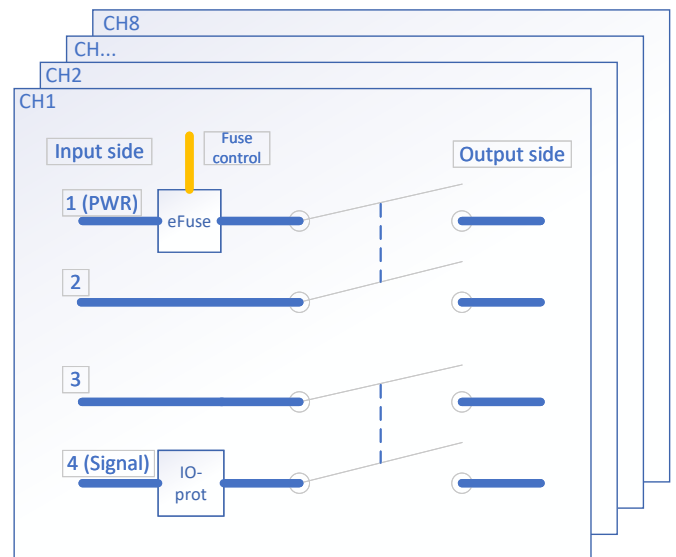 CH8
CH...
CH2
CH1
Fuse
control
Input side
Output side
1 (PWR)
eFuse
2
3
4 (Signal)
IO-
prot